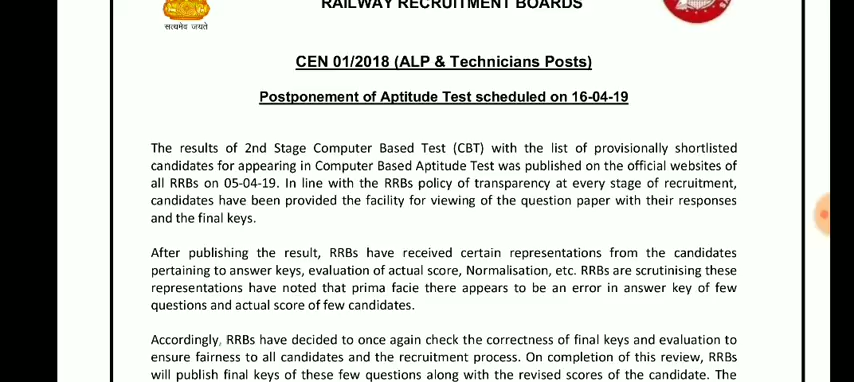 RAILWAY RECRUITMENT BOARDS
सत्यमेव जयते
CEN 01/2018 (ALP & Technicians Posts)
Postponement of Aptitude Test scheduled on 16-04-19
The results of 2nd Stage Computer Based Test (CBT) with the list of provisionally shortlisted
candidates for appearing in Computer Based Aptitude Test was published on the official websites of
all RRBs on 05-04-19. In line with the RRBs policy of transparency at every stage of recruitment,
candidates have been provided the facility for viewing of the question paper with their responses
and the final keys.
After publishing the result, RRBs have received certain representations from the candidates
pertaining to answer keys, evaluation of actual score, Normalisation, etc. RRBs are scrutinising these
representations have noted that prima facie there appears to be an error in answer key of few
questions and actual score of few candidates.
Accordingly, RRBs have decided to once again check the correctness of final keys and evaluation to
ensure fairness to all candidates and the recruitment process. On completion of this review, RRBs
will publish final keys of these few questions along with the revised scores of the candidate. The